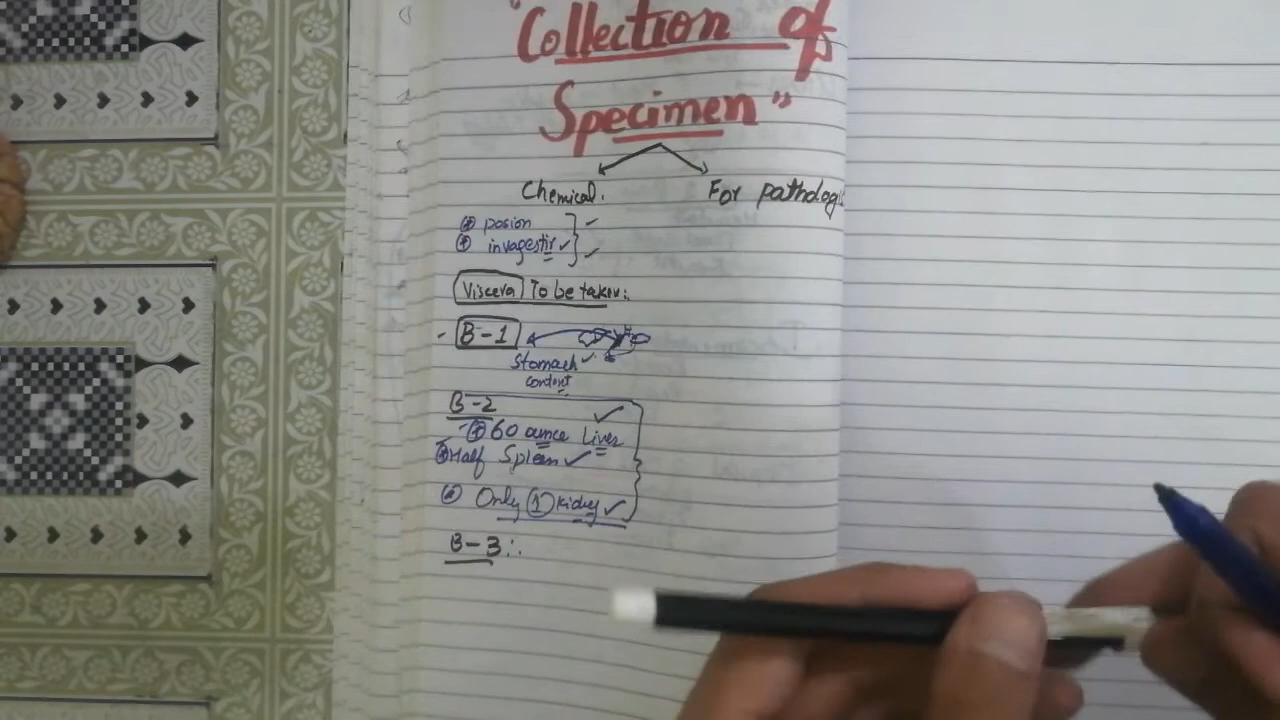 "Collection of
Specimen"
Chemical.
For pathologi
posion
invagestir
Viscera To be taken:
- B-1
Stomach
content
B-2
60 ounce Liver
Half Spleen
Only 1 kidey
B-3: